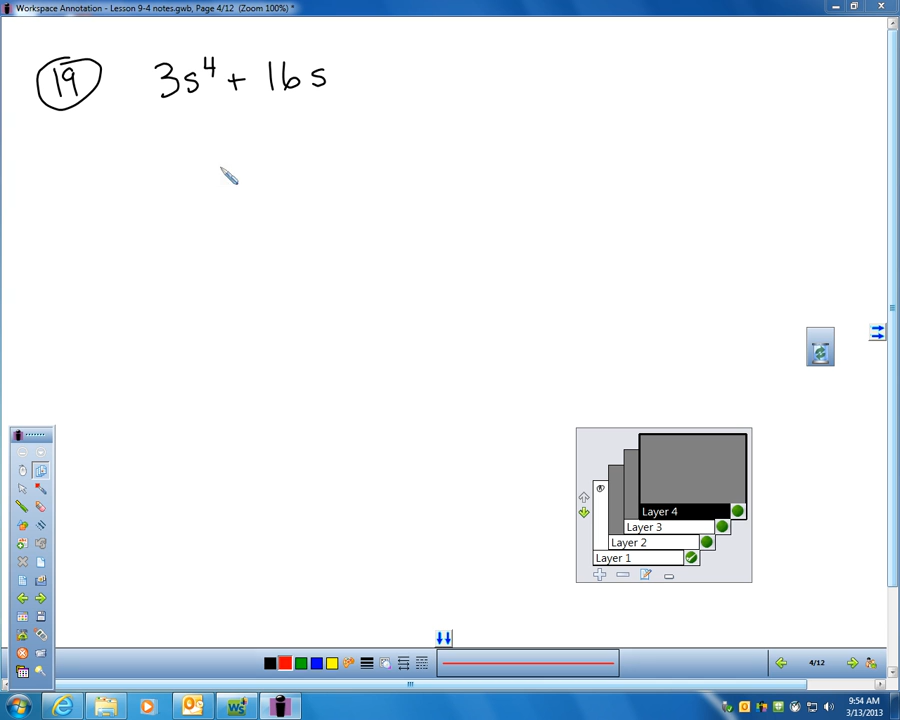 Workspace Annotation - Lesson 9-4 notes.gwb, Page 4/12 (Zoom 100%) *
19 3s⁴ + 16s
Layer 4
Layer 3
Layer 2
Layer 1
4/12
9:54 AM
3/13/2013